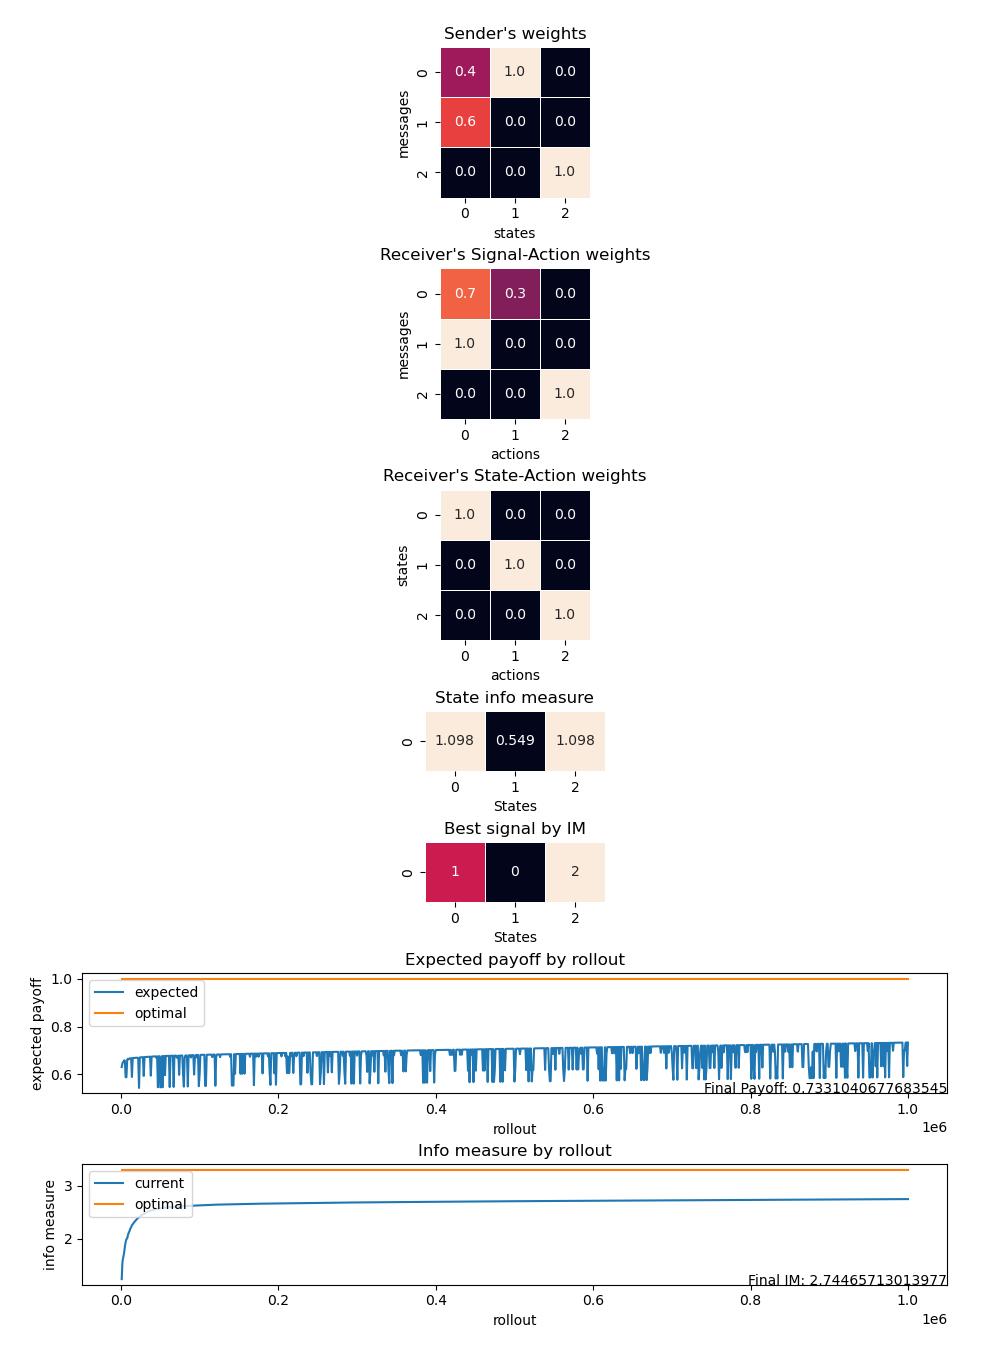 Sender's weights
messages
0 0.4 1.0 0.0
1 0.6 0.0 0.0
2 0.0 0.0 1.0
0 1 2
states
Receiver's Signal-Action weights
messages
0 0.7 0.3 0.0
1 1.0 0.0 0.0
2 0.0 0.0 1.0
0 1 2
actions
Receiver's State-Action weights
states
0 1.0 0.0 0.0
1 0.0 1.0 0.0
2 0.0 0.0 1.0
0 1 2
actions
State info measure
0 1.098 0.549 1.098
0 1 2
States
Best signal by IM
0 1 0 2
0 1 2
States
Expected payoff by rollout
expected payoff
1.0
0.8
0.6
expected
optimal
Final Payoff: 0.7331040677683545
0.0 0.2 0.4 0.6 0.8 1.0
1e6
rollout
Info measure by rollout
info measure
3
2
current
optimal
Final IM: 2.74465713013977
0.0 0.2 0.4 0.6 0.8 1.0
1e6
rollout